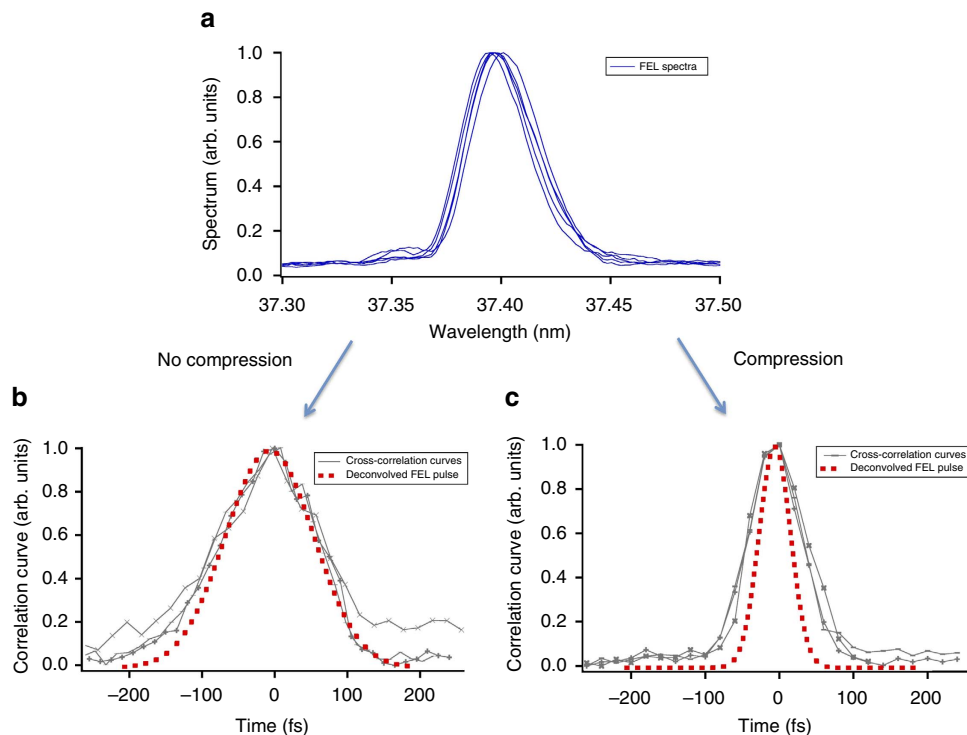 a
Spectrum (arb. units)
1.0
0.8
0.6
0.4
0.2
0.0
FEL spectra
37.30 37.35 37.40 37.45 37.50
Wavelength (nm)
No compression
Compression
b
Correlation curve (arb. units)
1.0
0.8
0.6
0.4
0.2
0.0
Cross-correlation curves
Deconvolved FEL pulse
−200 −100 0 100 200
Time (fs)
c
Correlation curve (arb. units)
1.0
0.8
0.6
0.4
0.2
0.0
Cross-correlation curves
Deconvolved FEL pulse
−200 −100 0 100 200
Time (fs)